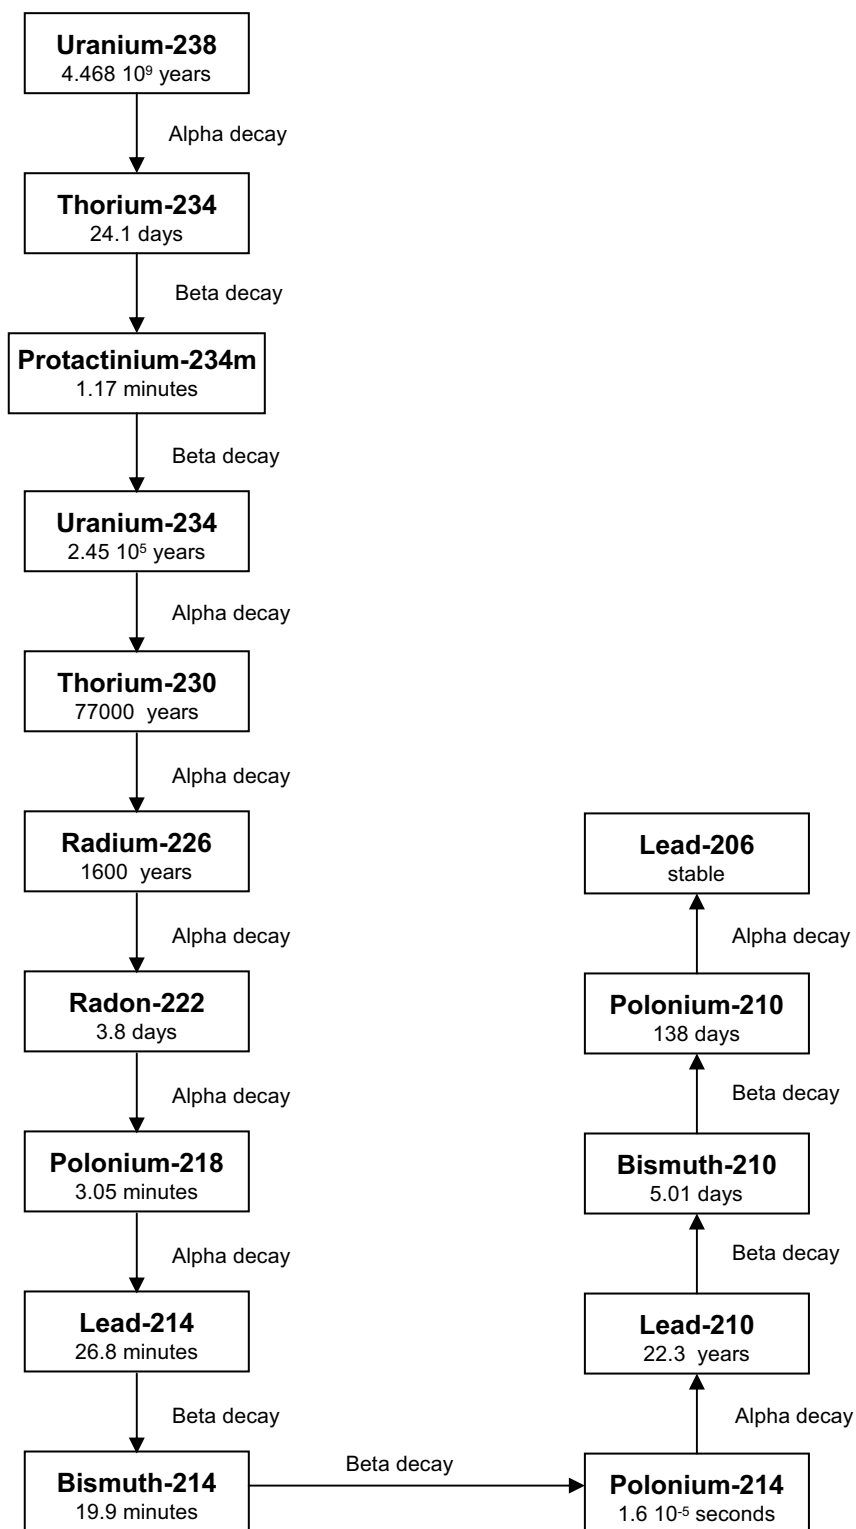 Uranium-238
4.468 10⁹ years
Alpha decay
Thorium-234
24.1 days
Beta decay
Protactinium-234m
1.17 minutes
Beta decay
Uranium-234
2.45 10⁵ years
Alpha decay
Thorium-230
77000 years
Alpha decay
Radium-226
1600 years
Alpha decay
Radon-222
3.8 days
Alpha decay
Polonium-218
3.05 minutes
Alpha decay
Lead-214
26.8 minutes
Beta decay
Bismuth-214
19.9 minutes
Beta decay
Polonium-214
1.6 10⁻⁵ seconds
Alpha decay
Lead-210
22.3 years
Beta decay
Bismuth-210
5.01 days
Beta decay
Polonium-210
138 days
Alpha decay
Lead-206
stable